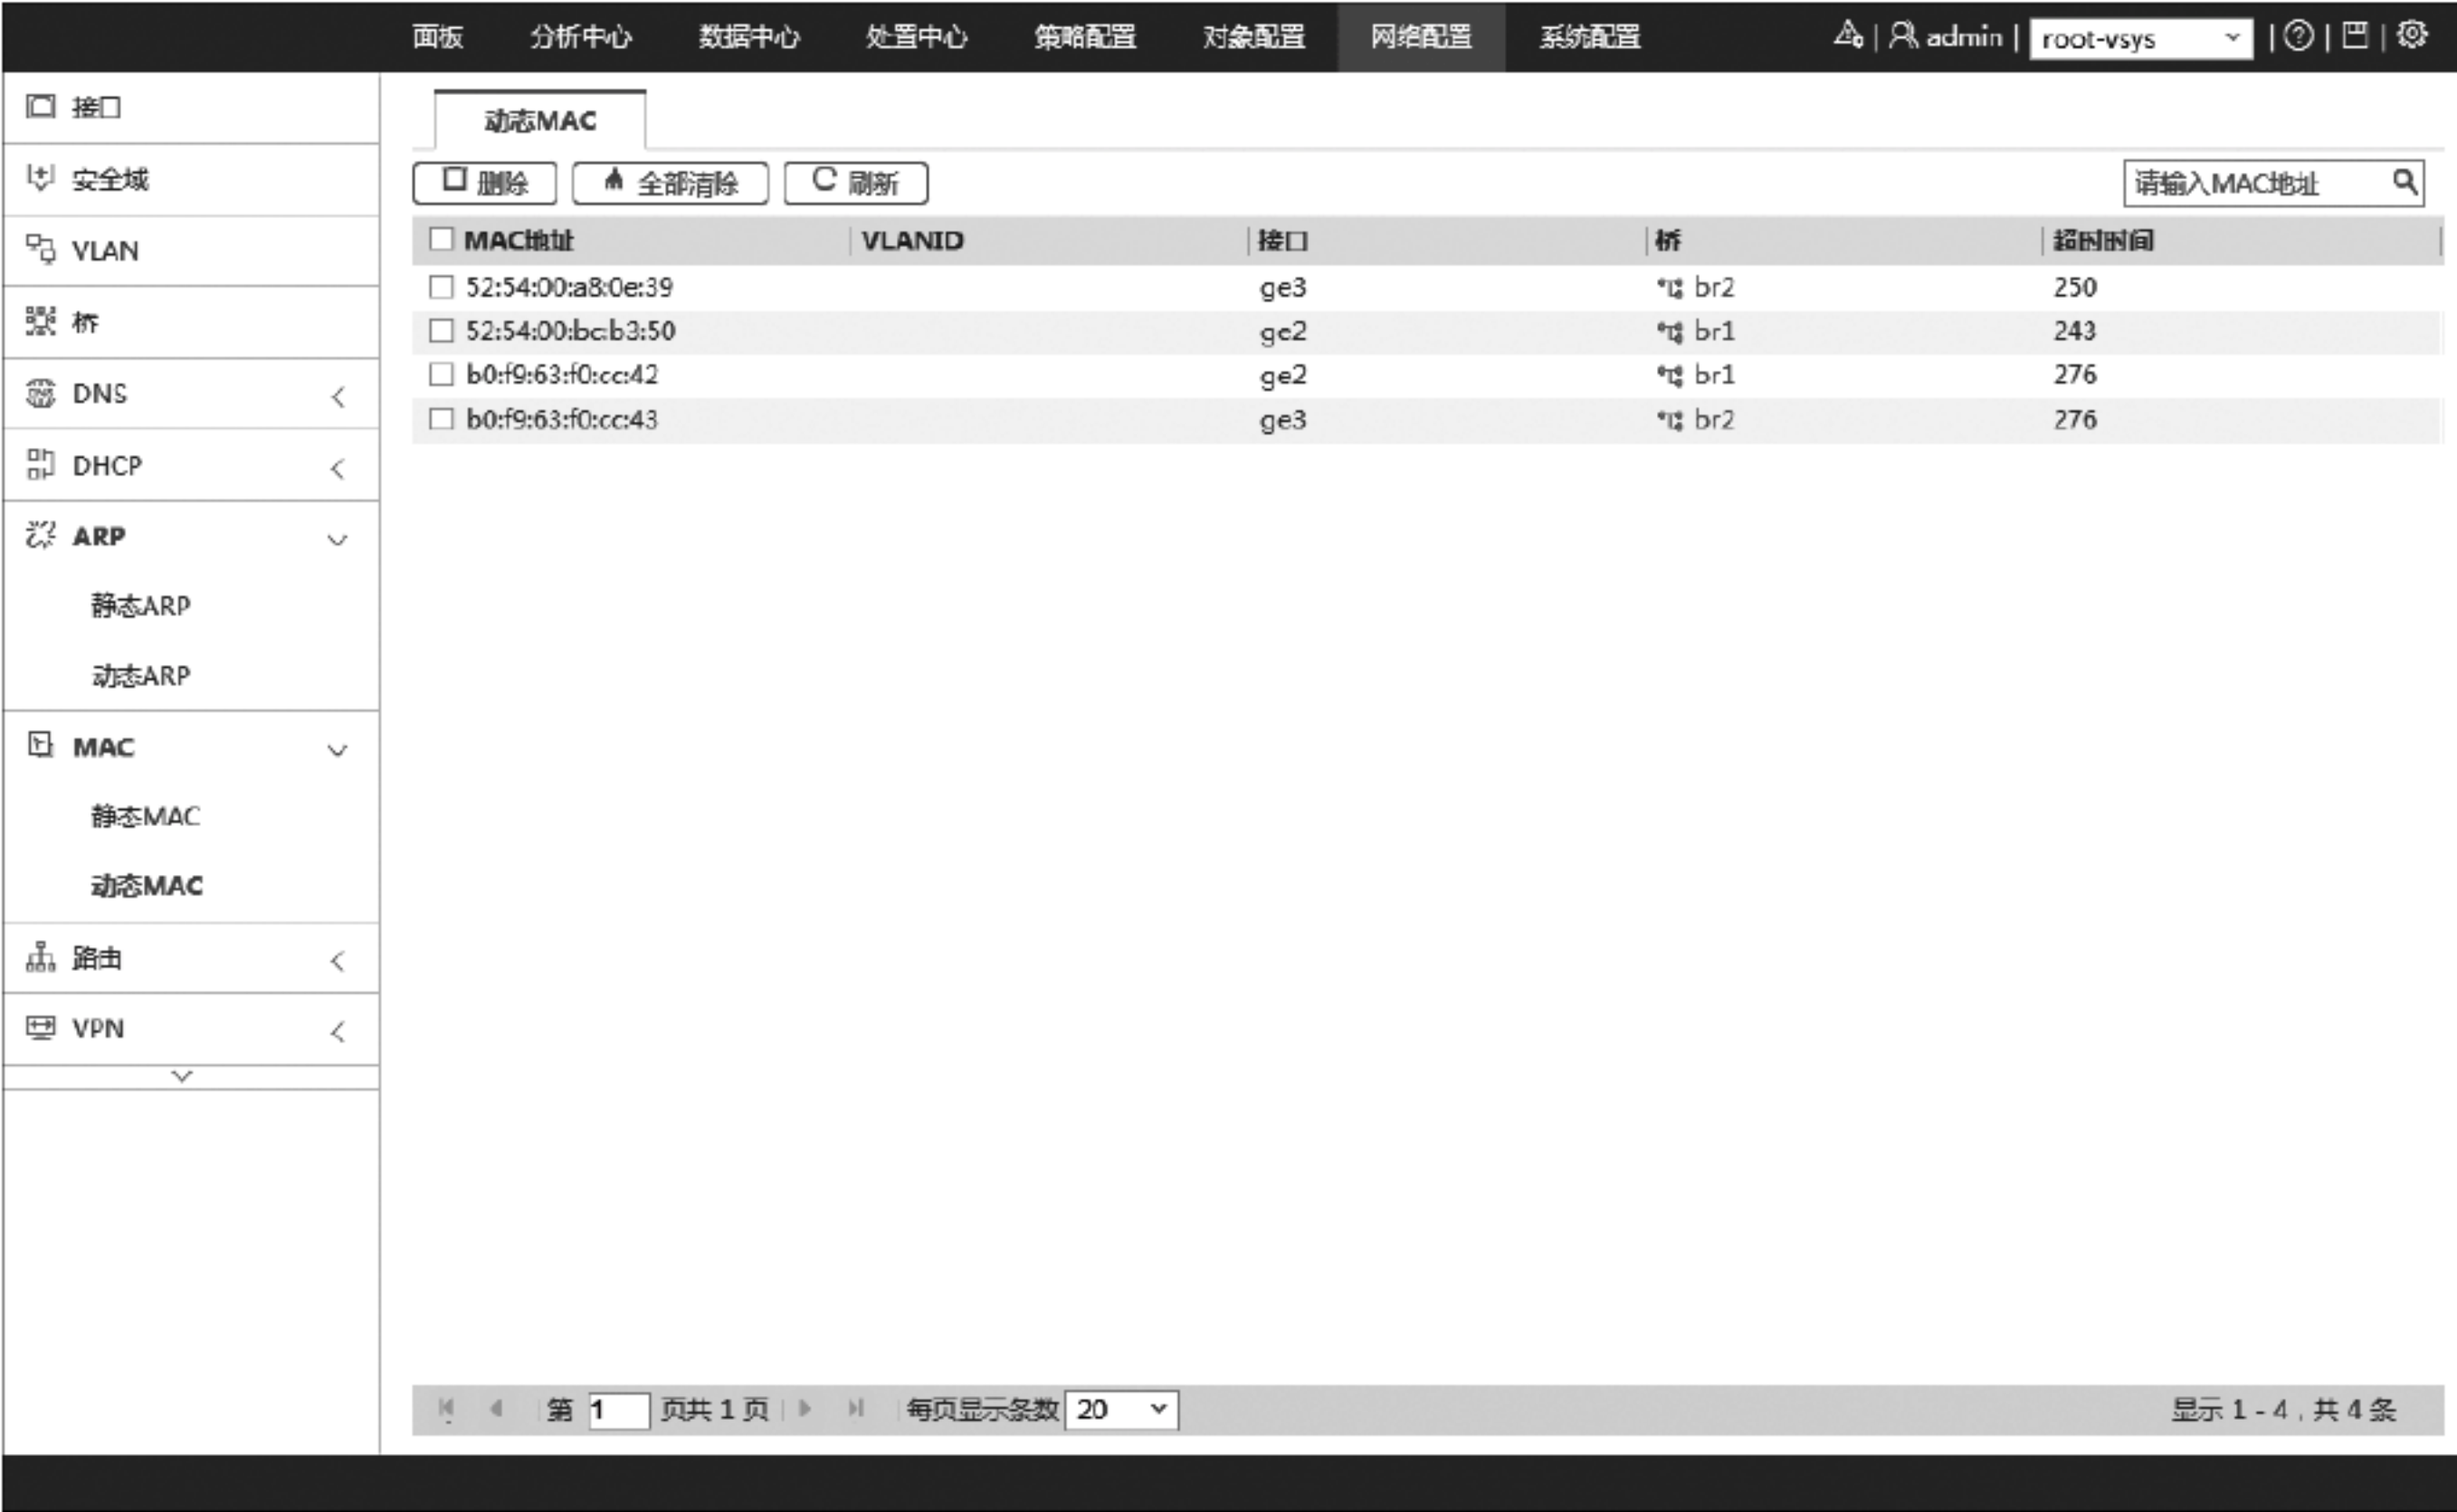 面板 分析中心 数据中心 处置中心 策略配置 对象配置 网络配置 系统配置 admin root-vsys
接口
安全域
VLAN
桥
DNS
DHCP
ARP
静态ARP
动态ARP
MAC
静态MAC
动态MAC
路由
VPN
动态MAC
删除 全部清除 刷新 请输入MAC地址
MAC地址 VLANID 接口 桥 超时时间
52:54:00:a8:0e:39 ge3 br2 250
52:54:00:bc:b3:50 ge2 br1 243
b0:f9:63:f0:cc:42 ge2 br1 276
b0:f9:63:f0:cc:43 ge3 br2 276
第 1 页共 1 页 每页显示条数 20 显示 1 - 4 , 共 4 条